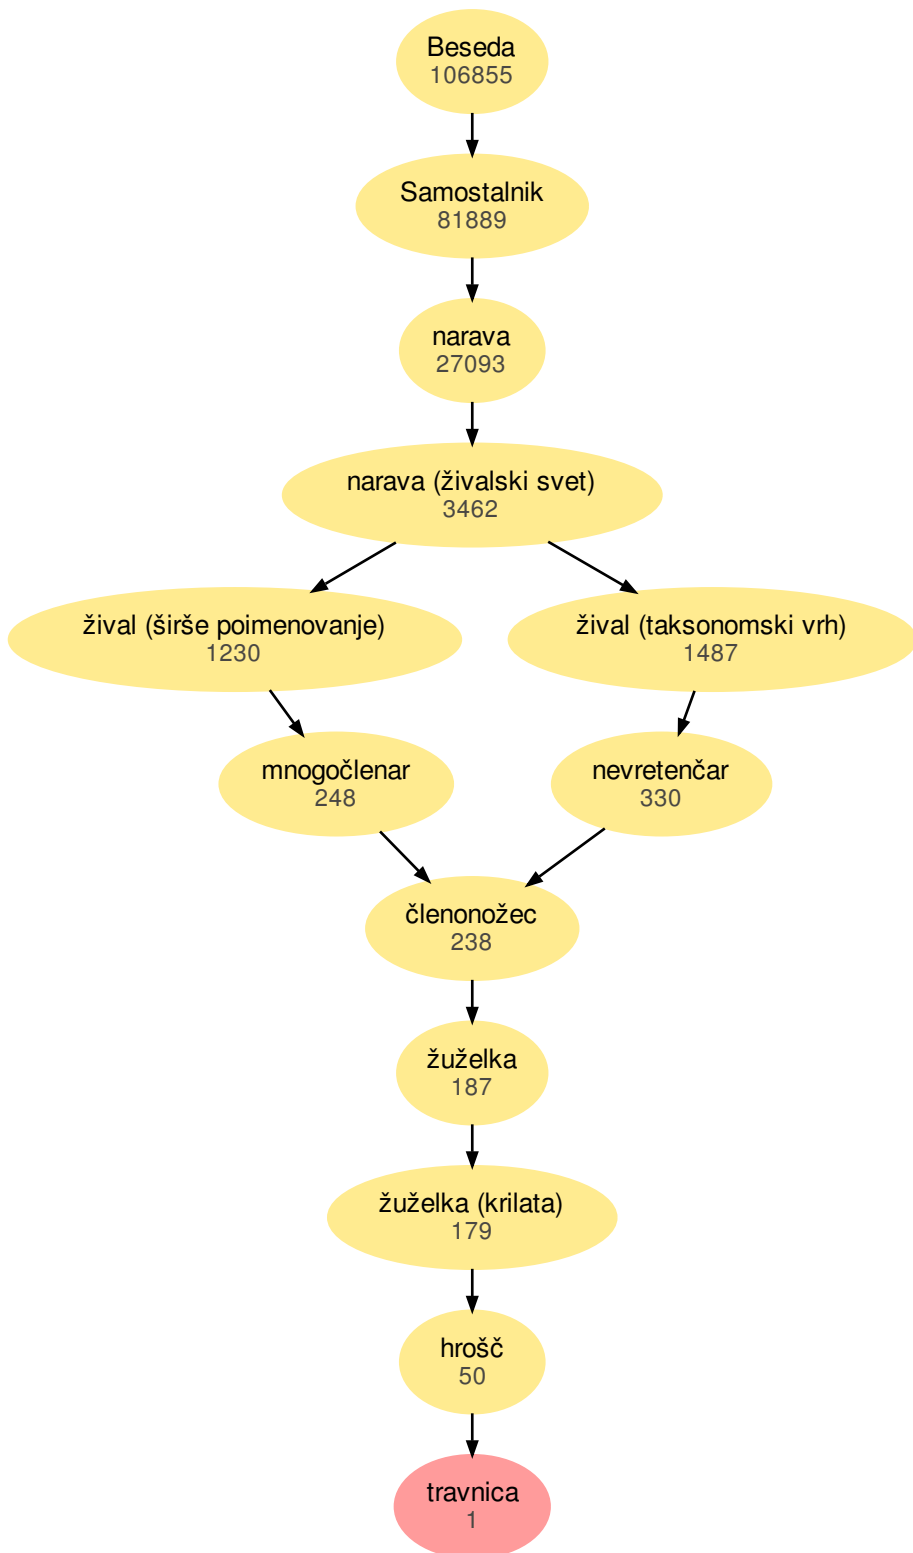 Beseda
106855
Samostalnik
81889
narava
27093
narava (živalski svet)
3462
žival (širše poimenovanje)
1230
žival (taksonomski vrh)
1487
mnogočlenar
248
nevretenčar
330
členonožec
238
žuželka
187
žuželka (krilata)
179
hrošč
50
travnica
1